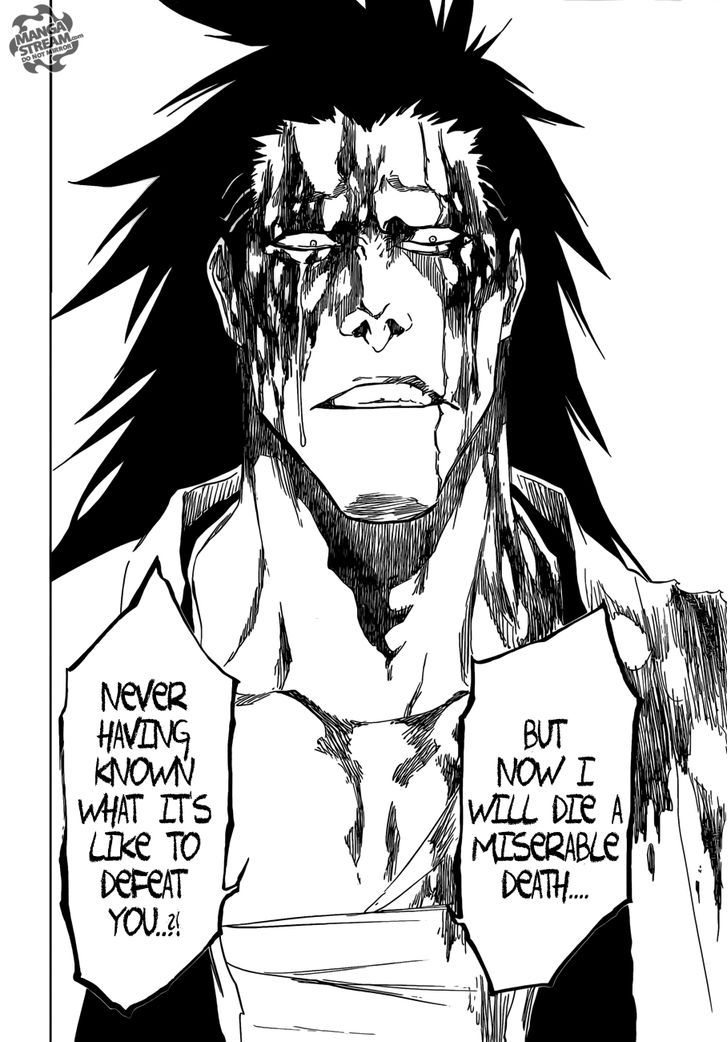 MANGA
STREAM.com
DO NOT MIRROR
BUT
NOW I
WILL DIE A
MISERABLE
DEATH....
NEVER
HAVING
KNOWN
WHAT IT'S
LIKE TO
DEFEAT
YOU..?!